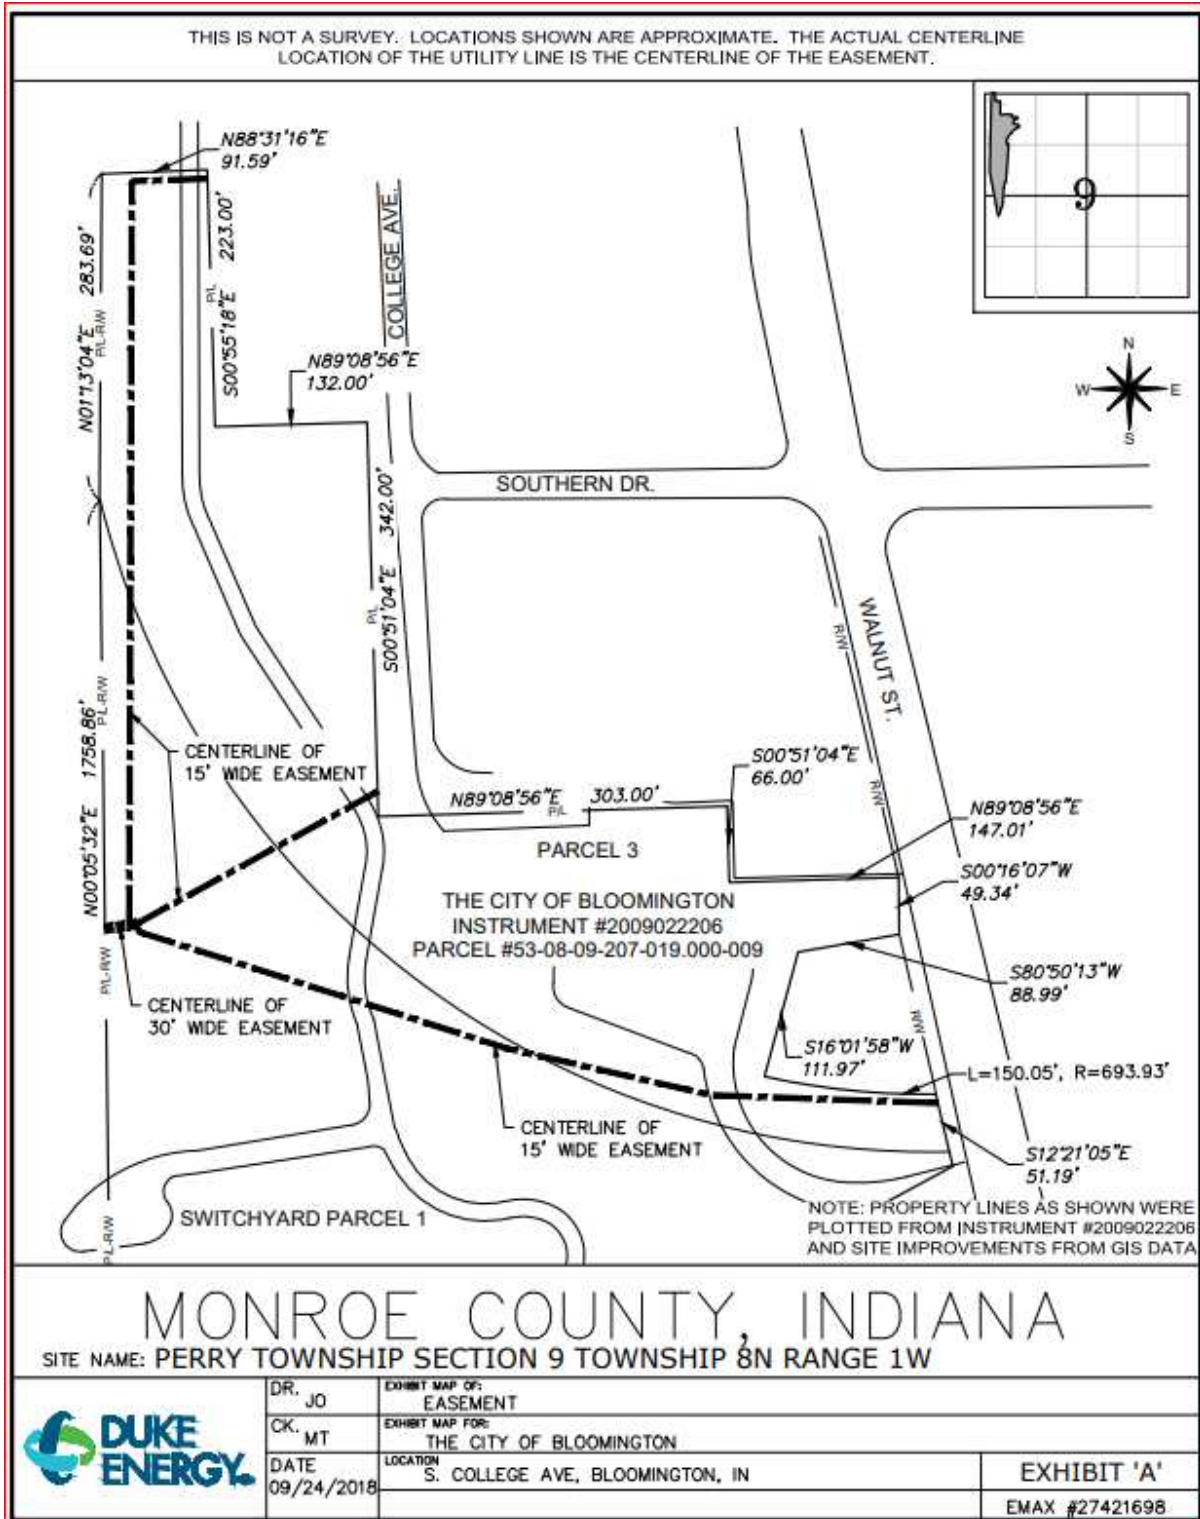 THIS IS NOT A SURVEY. LOCATIONS SHOWN ARE APPROXIMATE. THE ACTUAL CENTERLINE
LOCATION OF THE UTILITY LINE IS THE CENTERLINE OF THE EASEMENT.
N88°31'16"E
91.59'
9
N01°13'04"E 283.69'
P/L-R/W
S00°55'18"E 223.00'
P/L
COLLEGE AVE.
N89°08'56"E
132.00'
N
W E
S
SOUTHERN DR.
S00°51'04"E 342.00'
P/L
WALNUT ST.
R/W
N00°05'32"E 1758.86'
P/L-R/W
CENTERLINE OF
15' WIDE EASEMENT
S00°51'04"E
66.00'
R/W
N89°08'56"E 303.00'
P/L
N89°08'56"E
147.01'
PARCEL 3
S00°16'07"W
49.34'
THE CITY OF BLOOMINGTON
INSTRUMENT #2009022206
PARCEL #53-08-09-207-019.000-009
P/L-R/W
S80°50'13"W
88.99'
CENTERLINE OF
30' WIDE EASEMENT
R/W
S16°01'58"W
111.97'
L=150.05', R=693.93'
CENTERLINE OF
15' WIDE EASEMENT
S12°21'05"E
51.19'
SWITCHYARD PARCEL 1
P/L-R/W
NOTE: PROPERTY LINES AS SHOWN WERE
PLOTTED FROM INSTRUMENT #2009022206
AND SITE IMPROVEMENTS FROM GIS DATA
MONROE COUNTY, INDIANA
SITE NAME: PERRY TOWNSHIP SECTION 9 TOWNSHIP 8N RANGE 1W
DUKE
ENERGY.
DR. JO
EXHIBIT MAP OF:
EASEMENT
CK. MT
EXHIBIT MAP FOR:
THE CITY OF BLOOMINGTON
DATE
09/24/2018
LOCATION
S. COLLEGE AVE, BLOOMINGTON, IN
EXHIBIT 'A'
EMAX #27421698